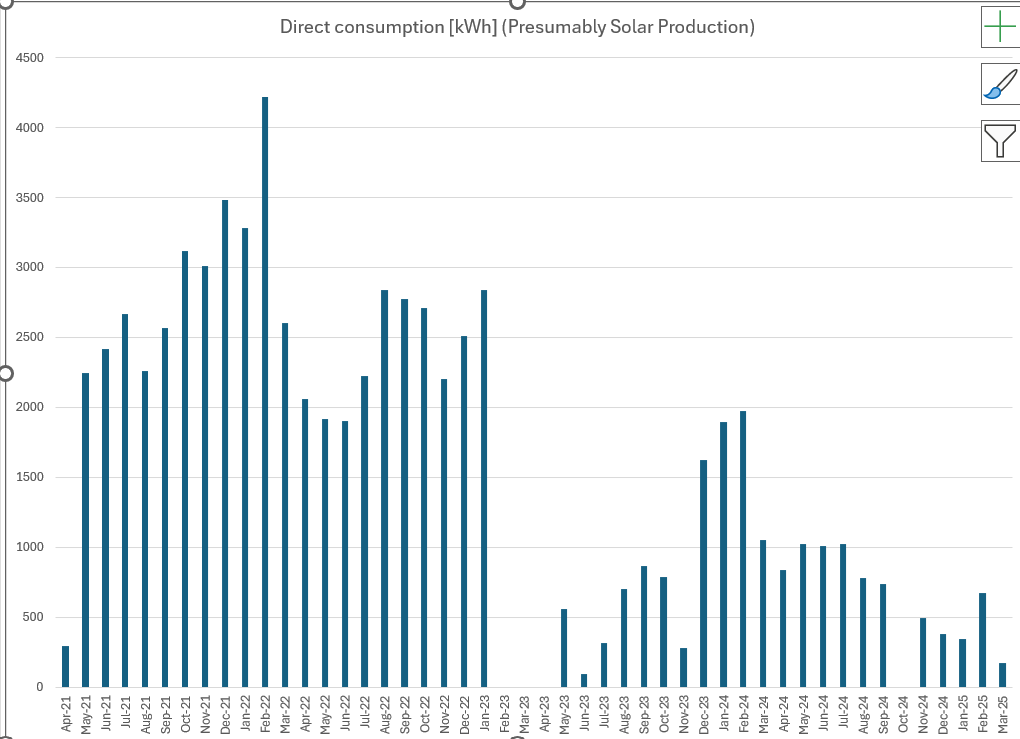 Direct consumption [kWh] (Presumably Solar Production)
4500
4000
3500
3000
2500
2000
1500
1000
500
0
Apr-21
May-21
Jun-21
Jul-21
Aug-21
Sep-21
Oct-21
Nov-21
Dec-21
Jan-22
Feb-22
Mar-22
Apr-22
May-22
Jun-22
Jul-22
Aug-22
Sep-22
Oct-22
Nov-22
Dec-22
Jan-23
Feb-23
Mar-23
Apr-23
May-23
Jun-23
Jul-23
Aug-23
Sep-23
Oct-23
Nov-23
Dec-23
Jan-24
Feb-24
Mar-24
Apr-24
May-24
Jun-24
Jul-24
Aug-24
Sep-24
Oct-24
Nov-24
Dec-24
Jan-25
Feb-25
Mar-25